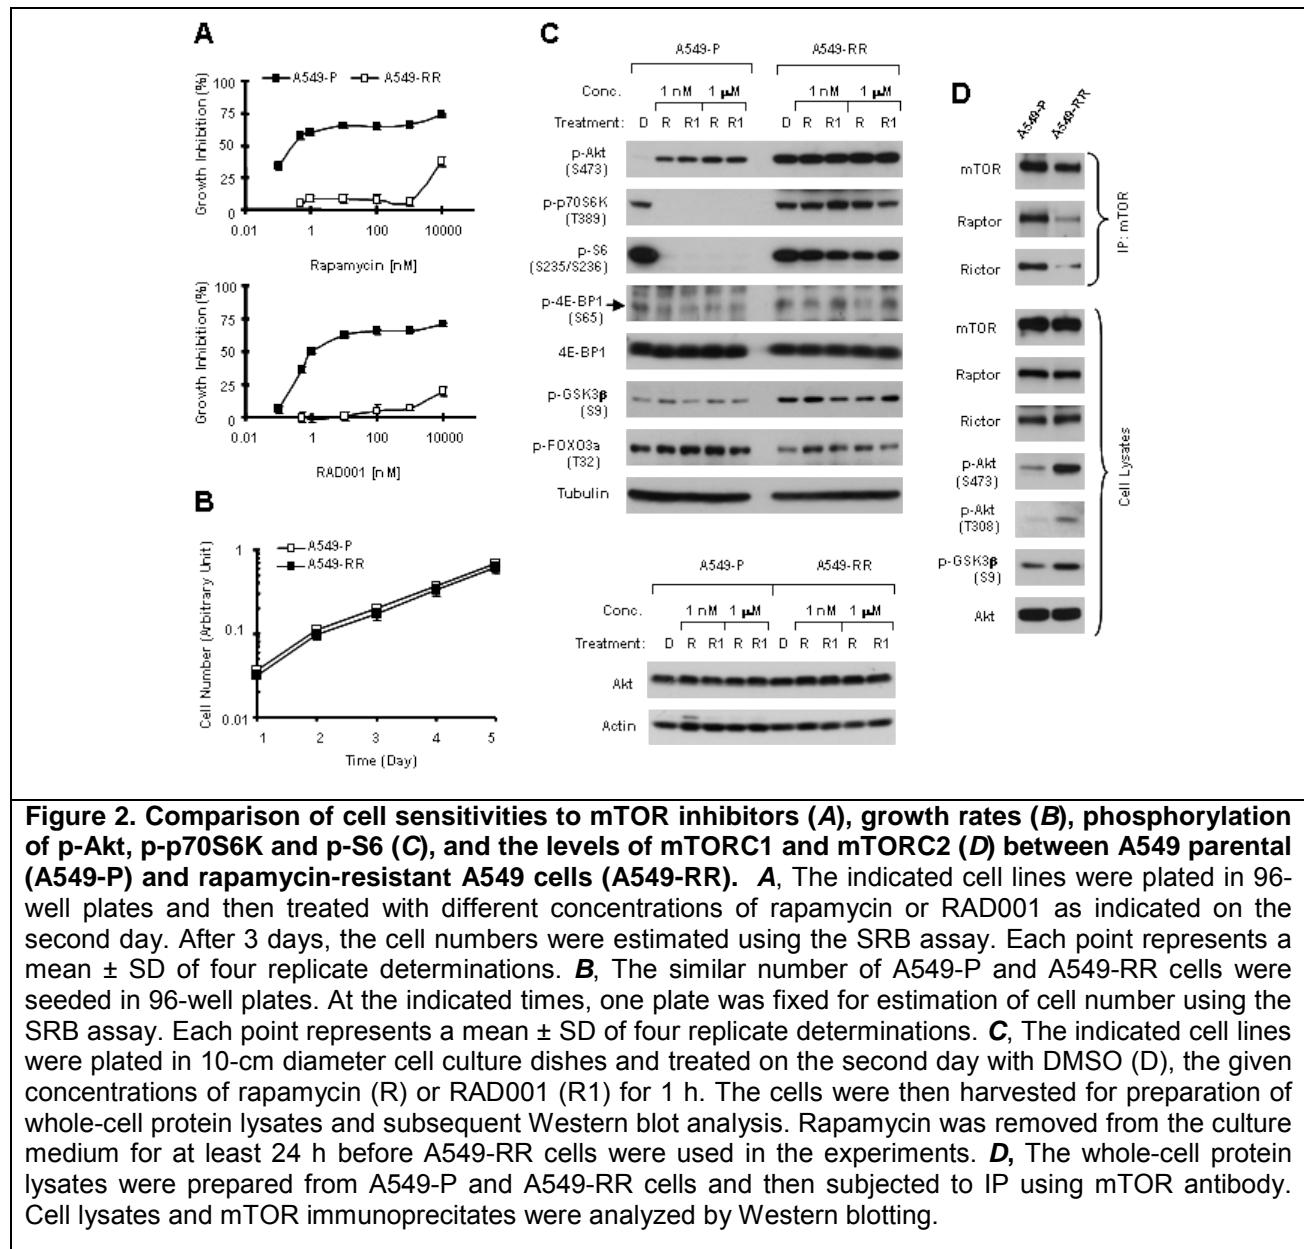 A
A549-P A549-RR
Growth Inhibition (%)
100
75
50
25
0
0.01 1 100 10000
Rapamycin [nM]
Growth Inhibition (%)
100
75
50
25
0
0.01 1 100 10000
RAD001 [nM]
B
A549-P
A549-RR
Cell Number (Arbitrary Unit)
1
0.1
0.01
1 2 3 4 5
Time (Day)
C
A549-P A549-RR
Conc. 1 nM 1 µM 1 nM 1 µM
Treatment: D R R1 R R1 D R R1 R R1
p-Akt
(S473)
p-p70S6K
(T389)
p-S6
(S235/S236)
p-4E-BP1
(S65)
4E-BP1
p-GSK3β
(S9)
p-FOXO3a
(T32)
Tubulin
A549-P A549-RR
Conc. 1 nM 1 µM 1 nM 1 µM
Treatment: D R R1 R R1 D R R1 R R1
Akt
Actin
D
A549-P A549-RR
mTOR
Raptor
Rictor
IP: mTOR
mTOR
Raptor
Rictor
p-Akt
(S473)
p-Akt
(T308)
p-GSK3β
(S9)
Akt
Cell Lysates
Figure 2. Comparison of cell sensitivities to mTOR inhibitors (A), growth rates (B), phosphorylation
of p-Akt, p-p70S6K and p-S6 (C), and the levels of mTORC1 and mTORC2 (D) between A549 parental
(A549-P) and rapamycin-resistant A549 cells (A549-RR). A, The indicated cell lines were plated in 96-
well plates and then treated with different concentrations of rapamycin or RAD001 as indicated on the
second day. After 3 days, the cell numbers were estimated using the SRB assay. Each point represents a
mean ± SD of four replicate determinations. B, The similar number of A549-P and A549-RR cells were
seeded in 96-well plates. At the indicated times, one plate was fixed for estimation of cell number using the
SRB assay. Each point represents a mean ± SD of four replicate determinations. C, The indicated cell lines
were plated in 10-cm diameter cell culture dishes and treated on the second day with DMSO (D), the given
concentrations of rapamycin (R) or RAD001 (R1) for 1 h. The cells were then harvested for preparation of
whole-cell protein lysates and subsequent Western blot analysis. Rapamycin was removed from the culture
medium for at least 24 h before A549-RR cells were used in the experiments. D, The whole-cell protein
lysates were prepared from A549-P and A549-RR cells and then subjected to IP using mTOR antibody.
Cell lysates and mTOR immunoprecitates were analyzed by Western blotting.